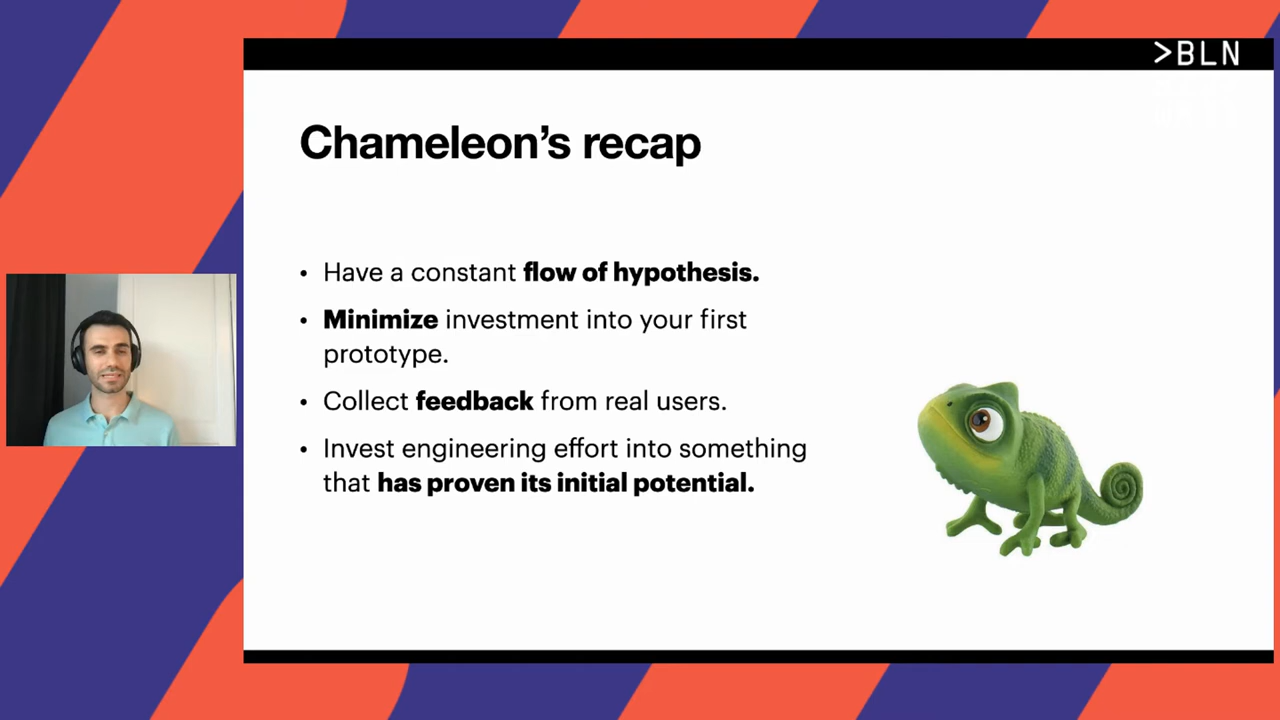 >BLN
Chameleon's recap
• Have a constant flow of hypothesis.
• Minimize investment into your first
prototype.
• Collect feedback from real users.
• Invest engineering effort into something
that has proven its initial potential.